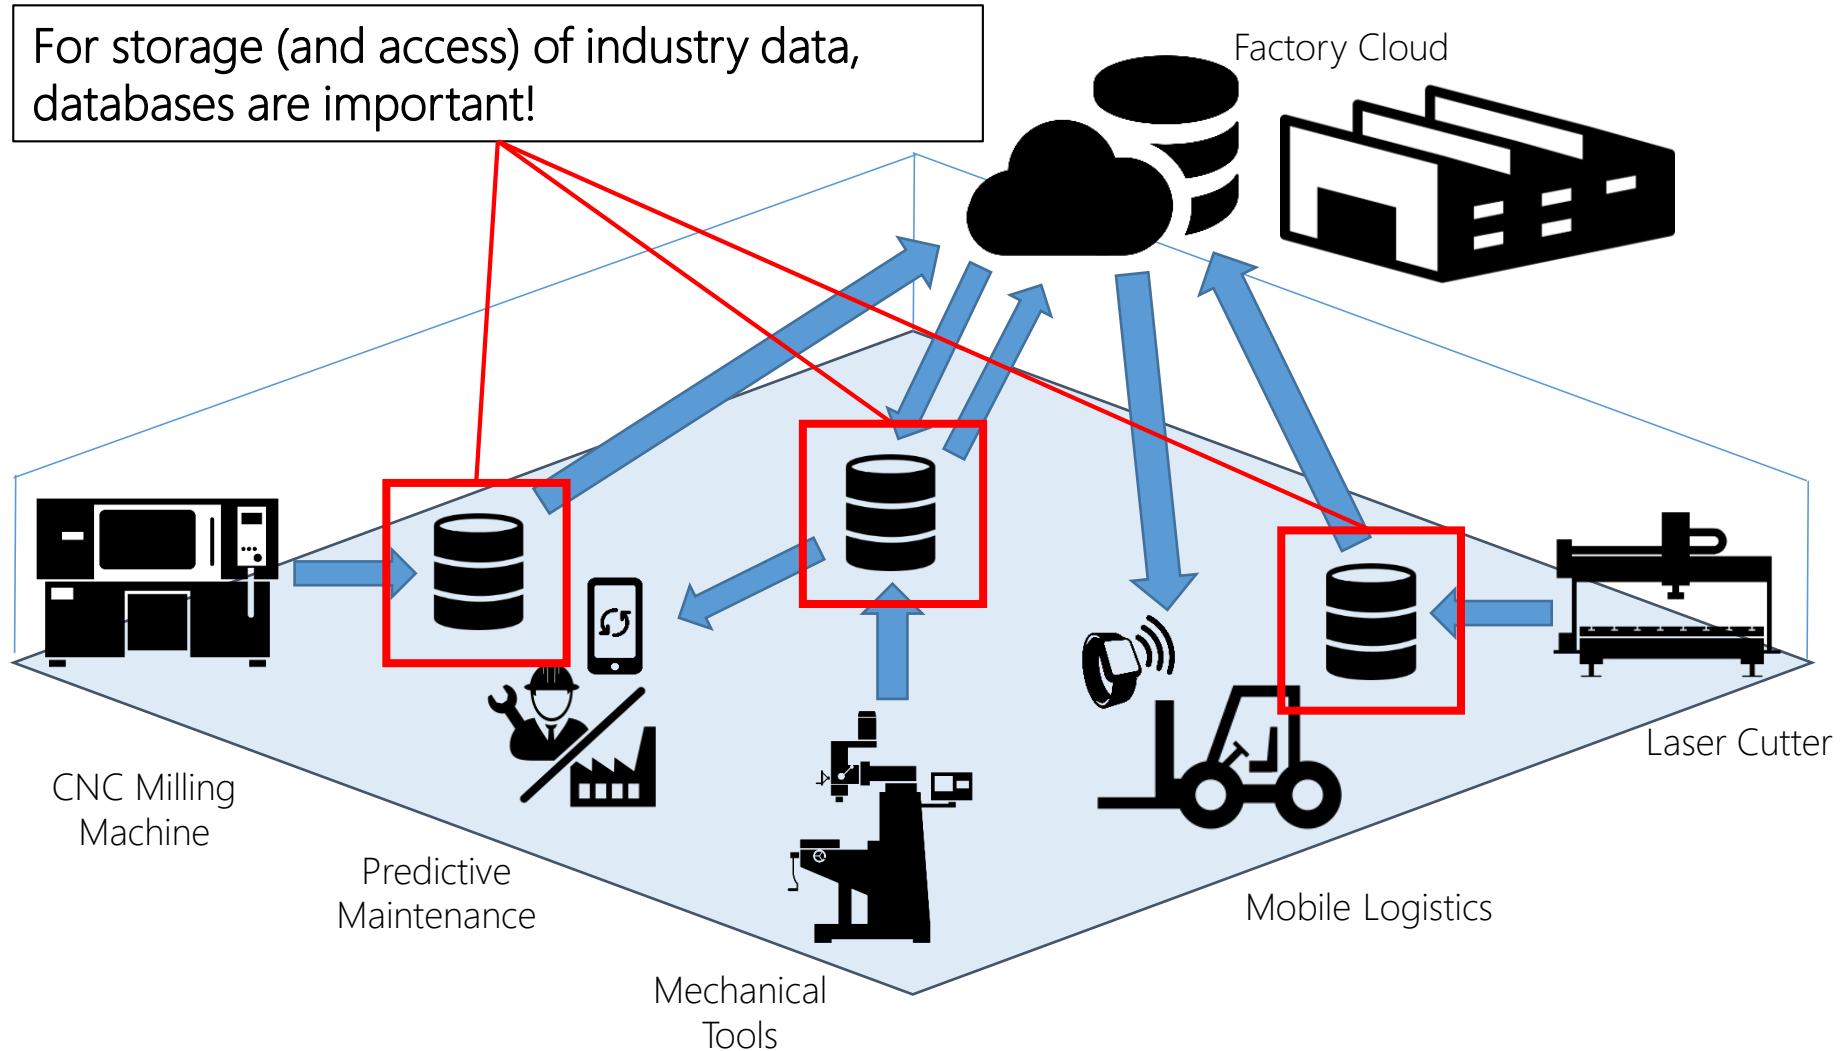 For storage (and access) of industry data,
databases are important!
Factory Cloud
CNC Milling
Machine
Predictive
Maintenance
Mechanical
Tools
Mobile Logistics
Laser Cutter